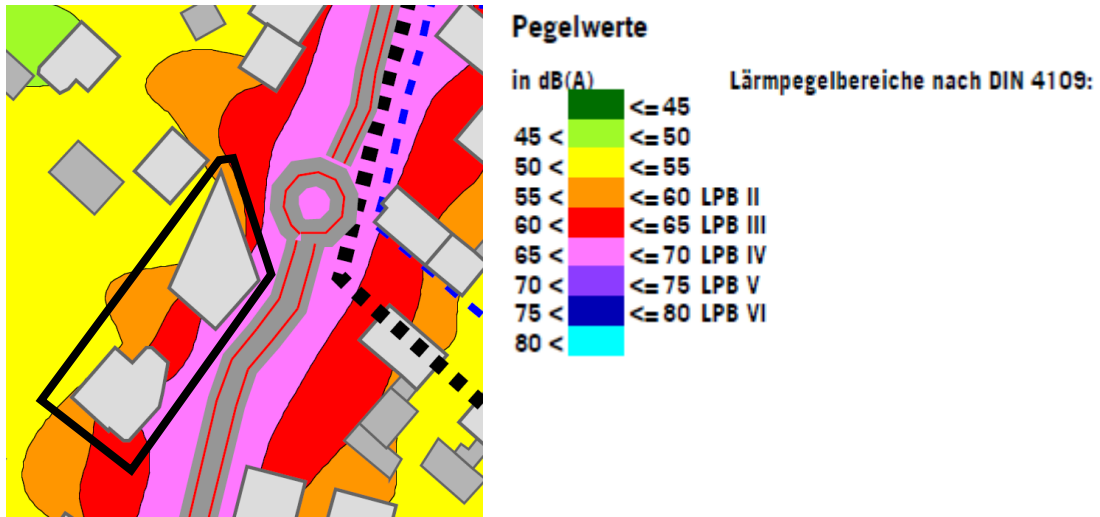 Pegelwerte
in dB(A) Lärmpegelbereiche nach DIN 4109:
<= 45
45 < <= 50
50 < <= 55
55 < <= 60 LPB II
60 < <= 65 LPB III
65 < <= 70 LPB IV
70 < <= 75 LPB V
75 < <= 80 LPB VI
80 <